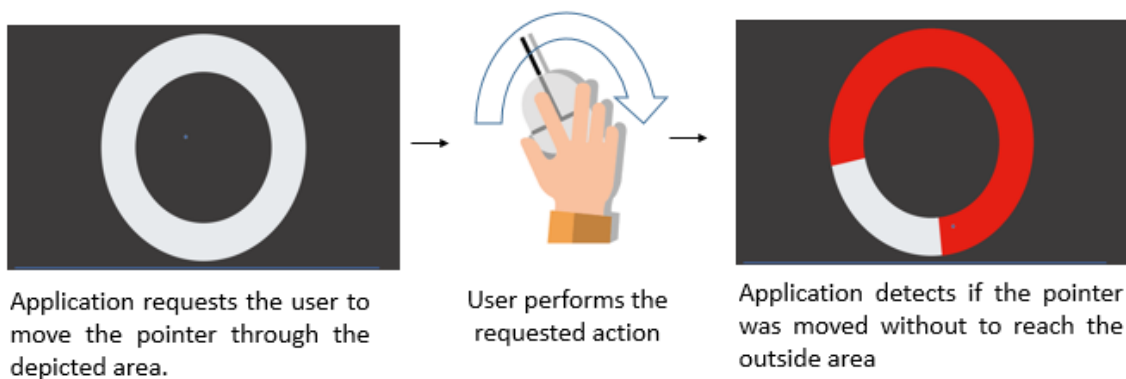 Application requests the user to
move the pointer through the
depicted area.
User performs the
requested action
Application detects if the pointer
was moved without to reach the
outside area